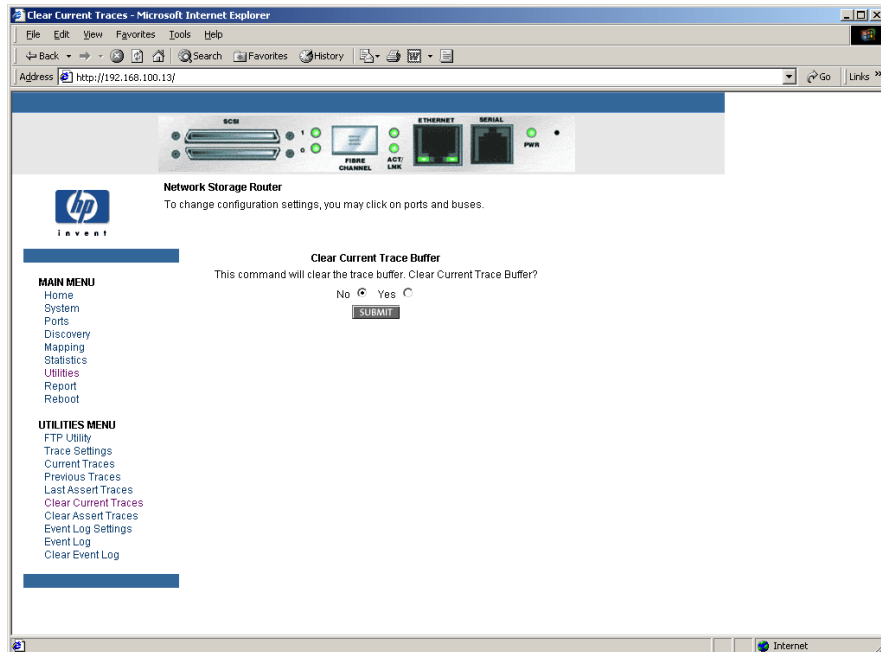 Clear Current Traces - Microsoft Internet Explorer
File Edit View Favorites Tools Help
Back Search Favorites History
Address http://192.168.100.13/ Go Links »
SCSI
1
0
FIBRE CHANNEL
ACT/LNK
ETHERNET
SERIAL
PWR
hp
invent
Network Storage Router
To change configuration settings, you may click on ports and buses.
Clear Current Trace Buffer
This command will clear the trace buffer. Clear Current Trace Buffer?
No Yes
SUBMIT
MAIN MENU
Home
System
Ports
Discovery
Mapping
Statistics
Utilities
Report
Reboot
UTILITIES MENU
FTP Utility
Trace Settings
Current Traces
Previous Traces
Last Assert Traces
Clear Current Traces
Clear Assert Traces
Event Log Settings
Event Log
Clear Event Log
Internet